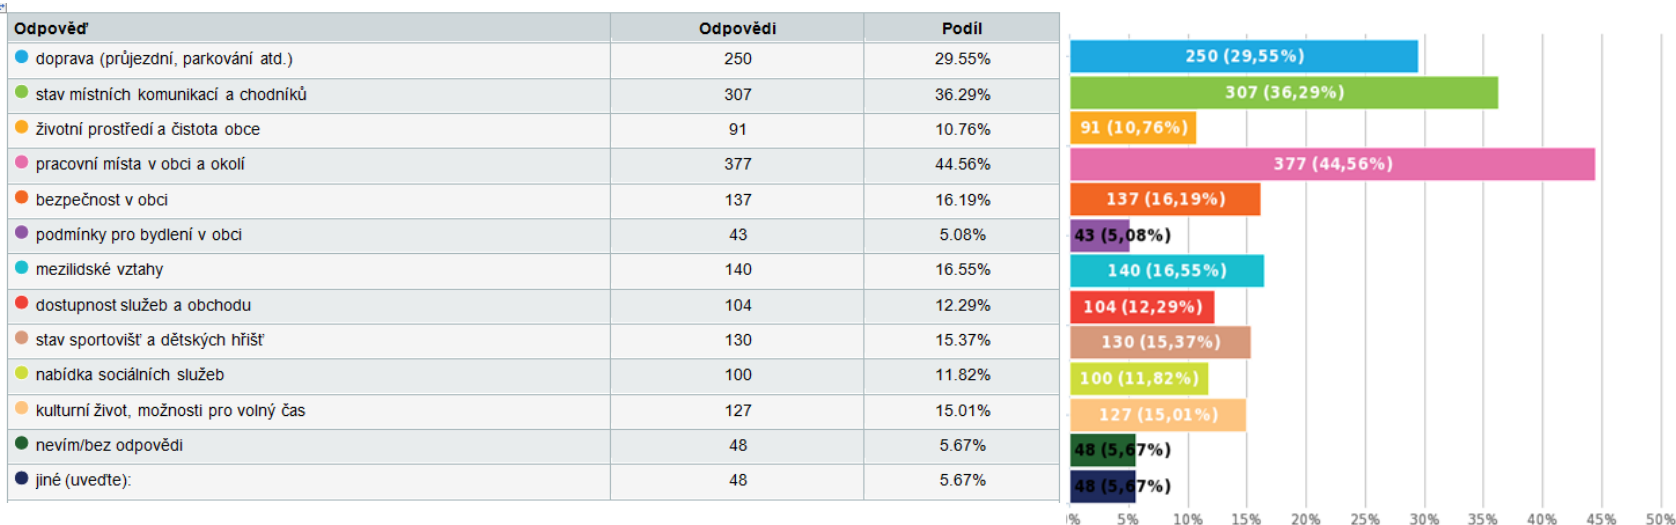 Odpověď Odpovědi Podíl
doprava (průjezdní, parkování atd.) 250 29.55% 250 (29,55%)
stav místních komunikací a chodníků 307 36.29% 307 (36,29%)
životní prostředí a čistota obce 91 10.76% 91 (10,76%)
pracovní místa v obci a okolí 377 44.56% 377 (44,56%)
bezpečnost v obci 137 16.19% 137 (16,19%)
podmínky pro bydlení v obci 43 5.08% 43 (5,08%)
mezilidské vztahy 140 16.55% 140 (16,55%)
dostupnost služeb a obchodu 104 12.29% 104 (12,29%)
stav sportovišť a dětských hřišť 130 15.37% 130 (15,37%)
nabídka sociálních služeb 100 11.82% 100 (11,82%)
kulturní život, možnosti pro volný čas 127 15.01% 127 (15,01%)
nevím/bez odpovědi 48 5.67% 48 (5,67%)
jiné (uveďte): 48 5.67% 48 (5,67%)
0% 5% 10% 15% 20% 25% 30% 35% 40% 45% 50%